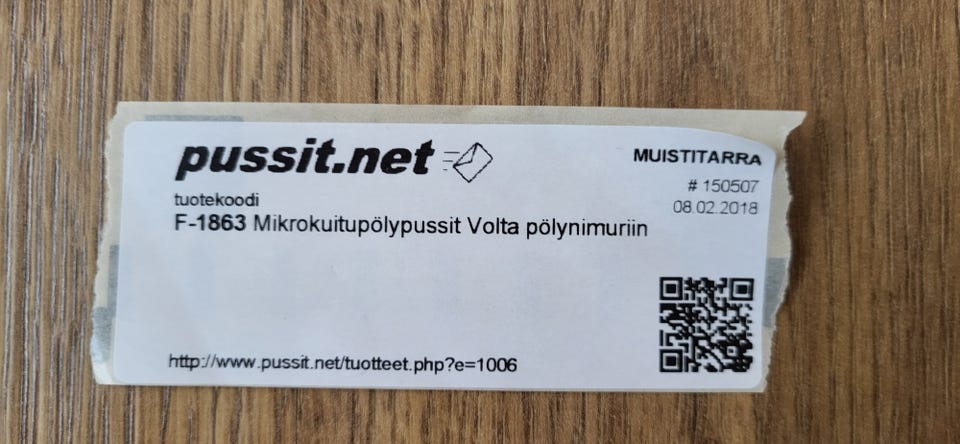 pussit.net
MUISTITARRA
# 150507
08.02.2018
tuotekoodi
F-1863 Mikrokuitupölypussit Volta pölynimuriin
http://www.pussit.net/tuotteet.php?e=1006